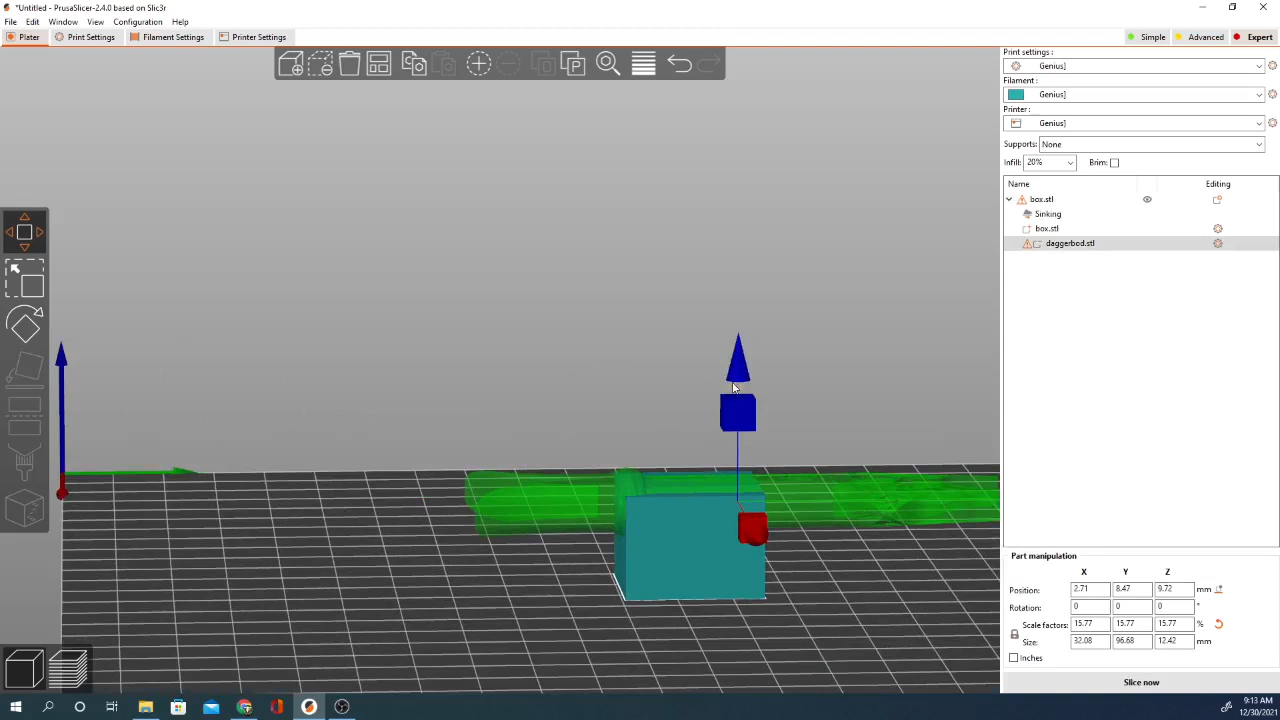 *Untitled - PrusaSlicer-2.4.0 based on Slic3r
File Edit Window View Configuration Help
Plater Print Settings Filament Settings Printer Settings Simple Advanced Expert
Print settings :
Genius]
Filament :
Genius]
Printer :
Genius]
Supports: None
Infill: 20% Brim:
Name Editing
box.stl
Sinking
box.stl
daggerbod.stl
Part manipulation
X Y Z
Position: 2.71 8.47 9.72 mm
Rotation: 0 0 0 °
Scale factors: 15.77 15.77 15.77 %
Size: 32.08 96.68 12.42 mm
Inches
Slice now
9:13 AM
12/30/2021